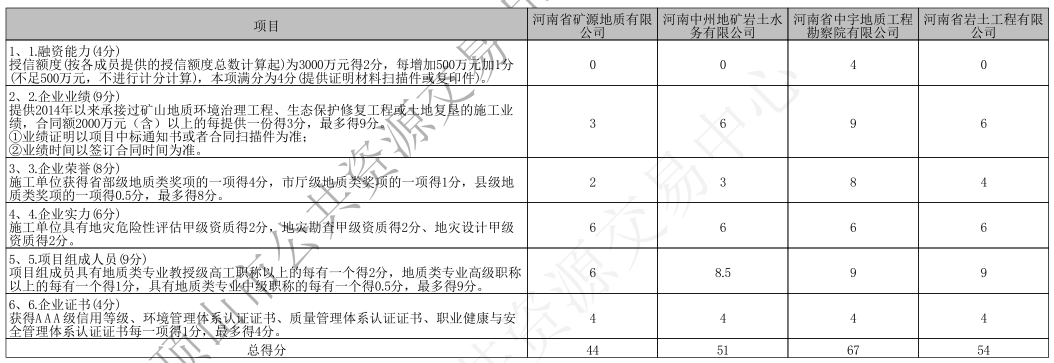 项目 河南省矿源地质有限公司 河南中州地矿岩土水务有限公司 河南省中宇地质工程勘察院有限公司 河南省岩土工程有限公司
1、1.融资能力(4分)
授信额度(按各成员提供的授信额度总数计算起)为3000万元得2分，每增加500万元加1分
(不足500万元，不进行计分计算)，本项满分为4分(提供证明材料扫描件或复印件)。
0 0 4 0
2、2.企业业绩(9分)
提供2014年以来承接过矿山地质环境治理工程、生态保护修复工程或土地复垦的施工业
绩，合同额2000万元（含）以上的每提供一份得3分，最多得9分。
①业绩证明以项目中标通知书或者合同扫描件为准；
②业绩时间以签订合同时间为准。
3 6 9 6
3、3.企业荣誉(8分)
施工单位获得省部级地质类奖项的一项得4分，市厅级地质类奖项的一项得1分，县级地
质类奖项的一项得0.5分，最多得8分。
2 3 8 4
4、4.企业实力(6分)
施工单位具有地灾危险性评估甲级资质得2分，地灾勘查甲级资质得2分、地灾设计甲级
资质得2分。
6 6 6 6
5、5.项目组成人员(9分)
项目组成员具有地质类专业教授级高工职称以上的每有一个得2分，地质类专业高级职称
以上的每有一个得1分，具有地质类专业中级职称的每有一个得0.5分，最多得9分。
6 8.5 9 9
6、6.企业证书(4分)
获得AAA级信用等级、环境管理体系认证证书、质量管理体系认证证书、职业健康与安
全管理体系认证证书每一项得1分，最多得4分。
4 4 4 4
总得分 44 51 67 54
顶山市公共资源交易中
共资源交易中心